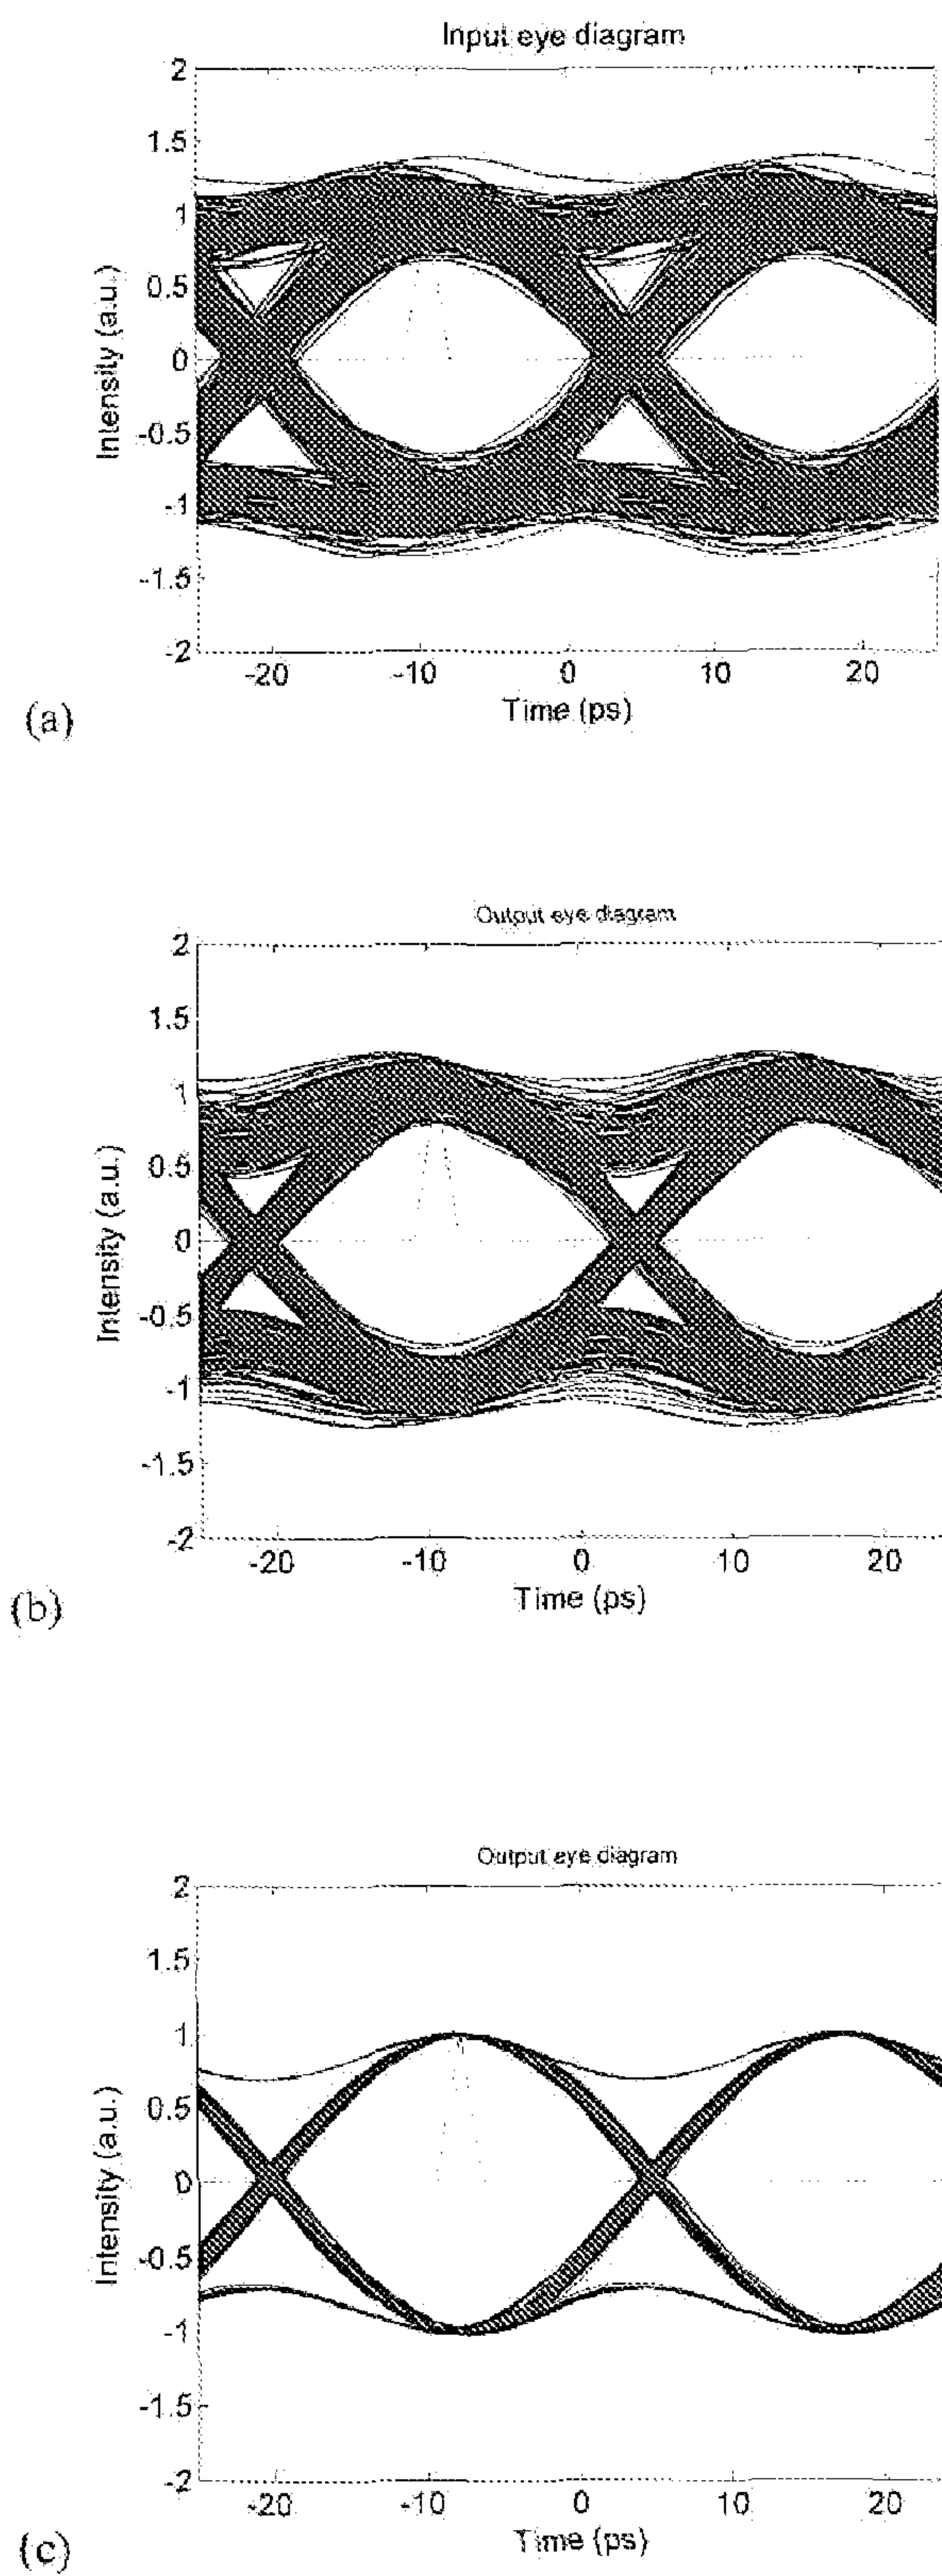 Input eye diagram
2
1.5
1
0.5
0
-0.5
-1
-1.5
-2
Intensity (a.u.)
-20 -10 0 10 20
Time (ps)
(a)
Output eye diagram
2
1.5
1
0.5
0
-0.5
-1
-1.5
-2
Intensity (a.u.)
-20 -10 0 10 20
Time (ps)
(b)
Output eye diagram
2
1.5
1
0.5
0
-0.5
-1
-1.5
-2
Intensity (a.u.)
-20 -10 0 10 20
Time (ps)
(c)